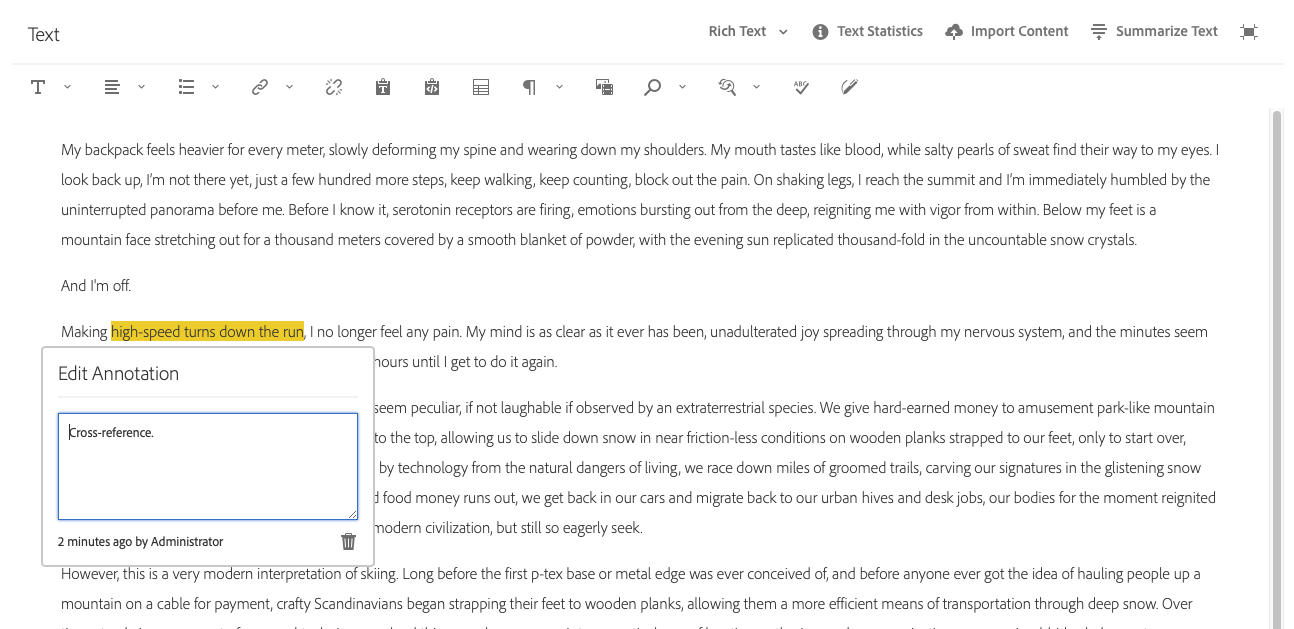 Text
Rich Text
Text Statistics
Import Content
Summarize Text
My backpack feels heavier for every meter, slowly deforming my spine and wearing down my shoulders. My mouth tastes like blood, while salty pearls of sweat find their way to my eyes. I
look back up, I'm not there yet, just a few hundred more steps, keep walking, keep counting, block out the pain. On shaking legs, I reach the summit and I'm immediately humbled by the
uninterrupted panorama before me. Before I know it, serotonin receptors are firing, emotions bursting out from the deep, reigniting me with vigor from within. Below my feet is a
mountain face stretching out for a thousand meters covered by a smooth blanket of powder, with the evening sun replicated thousand-fold in the uncountable snow crystals.
And I'm off.
Making high-speed turns down the run, I no longer feel any pain. My mind is as clear as it ever has been, unadulterated joy spreading through my nervous system, and the minutes seem
hours until I get to do it again.
Edit Annotation
Cross-reference.
2 minutes ago by Administrator
seem peculiar, if not laughable if observed by an extraterrestrial species. We give hard-earned money to amusement park-like mountain
to the top, allowing us to slide down snow in near friction-less conditions on wooden planks strapped to our feet, only to start over,
by technology from the natural dangers of living, we race down miles of groomed trails, carving our signatures in the glistening snow
food money runs out, we get back in our cars and migrate back to our urban hives and desk jobs, our bodies for the moment reignited
modern civilization, but still so eagerly seek.
However, this is a very modern interpretation of skiing. Long before the first p-tex base or metal edge was ever conceived of, and before anyone ever got the idea of hauling people up a
mountain on a cable for payment, crafty Scandinavians began strapping their feet to wooden planks, allowing them a more efficient means of transportation through deep snow. Over